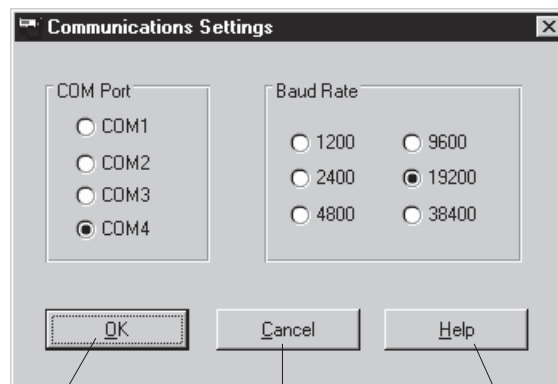 Communications Settings
COM Port
COM1
COM2
COM3
COM4
Baud Rate
1200
2400
4800
9600
19200
38400
OK
Cancel
Help